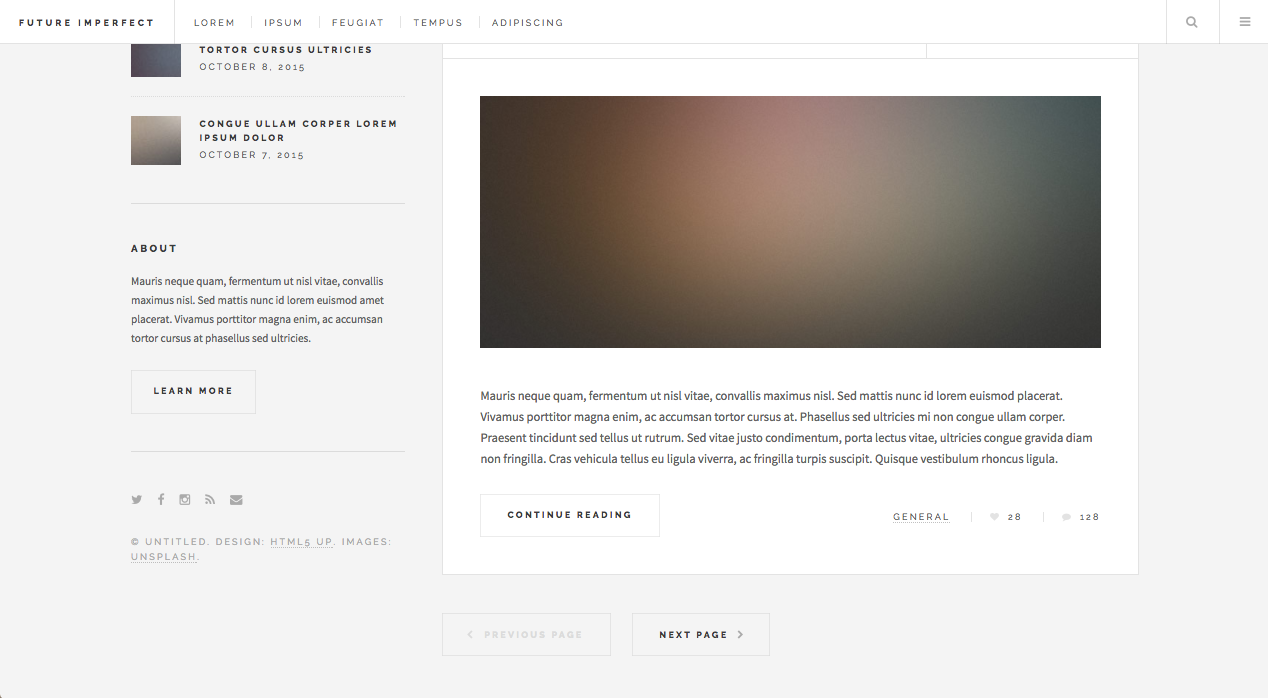 FUTURE IMPERFECT
LOREM
IPSUM
FEUGIAT
TEMPUS
ADIPISCING
TORTOR CURSUS ULTRICIES
OCTOBER 8, 2015
CONGUE ULLAM CORPER LOREM
IPSUM DOLOR
OCTOBER 7, 2015
ABOUT
Mauris neque quam, fermentum ut nisl vitae, convallis
maximus nisl. Sed mattis nunc id lorem euismod amet
placerat. Vivamus porttitor magna enim, ac accumsan
tortor cursus at phasellus sed ultricies.
LEARN MORE
© UNTITLED. DESIGN: HTML5 UP. IMAGES:
UNSPLASH.
Mauris neque quam, fermentum ut nisl vitae, convallis maximus nisl. Sed mattis nunc id lorem euismod placerat.
Vivamus porttitor magna enim, ac accumsan tortor cursus at. Phasellus sed ultricies mi non congue ullam corper.
Praesent tincidunt sed tellus ut rutrum. Sed vitae justo condimentum, porta lectus vitae, ultricies congue gravida diam
non fringilla. Cras vehicula tellus eu ligula viverra, ac fringilla turpis suscipit. Quisque vestibulum rhoncus ligula.
CONTINUE READING
GENERAL
28
128
PREVIOUS PAGE
NEXT PAGE